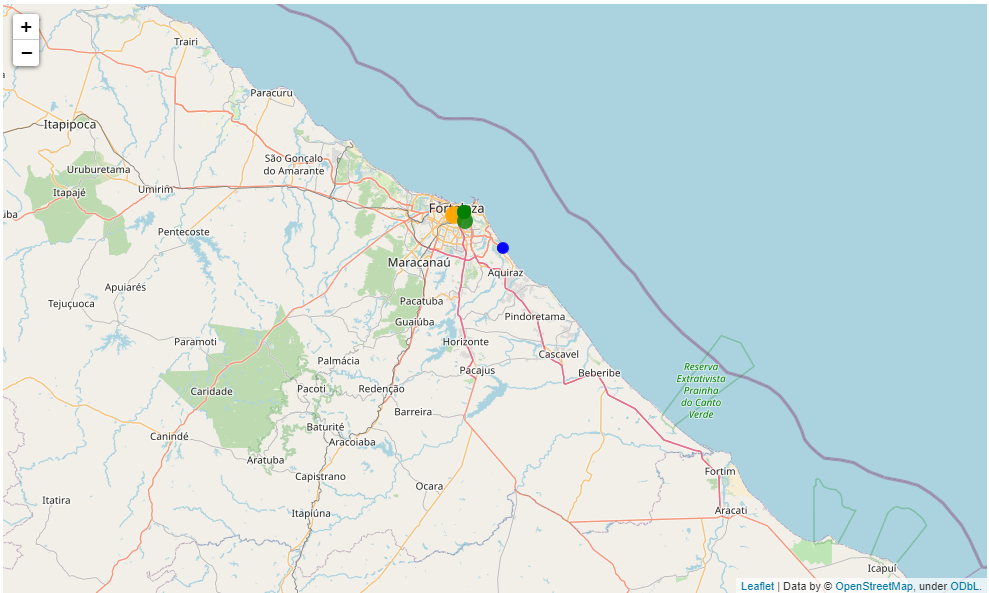 +
−
Trairi
Paracuru
Itapipoca
São Gonçalo
do Amarante
Uruburetama
Umirim
Itapajé
Fortaleza
uba
Pentecoste
Maracanaú
Aquiraz
Apuiarés
Tejuçuoca
Pacatuba
Guaiúba
Pindoretama
Paramoti
Horizonte
Palmácia
Cascavel
Pacajus
Beberibe
Reserva
Extrativista
Prainha
do Canto
Verde
Caridade
Pacoti
Redenção
Barreira
Baturité
Canindé
Aracoiaba
Aratuba
Capistrano
Fortim
Ocara
Itatira
Itapiúna
Aracati
Icapuí
Leaflet | Data by © OpenStreetMap, under ODbL.